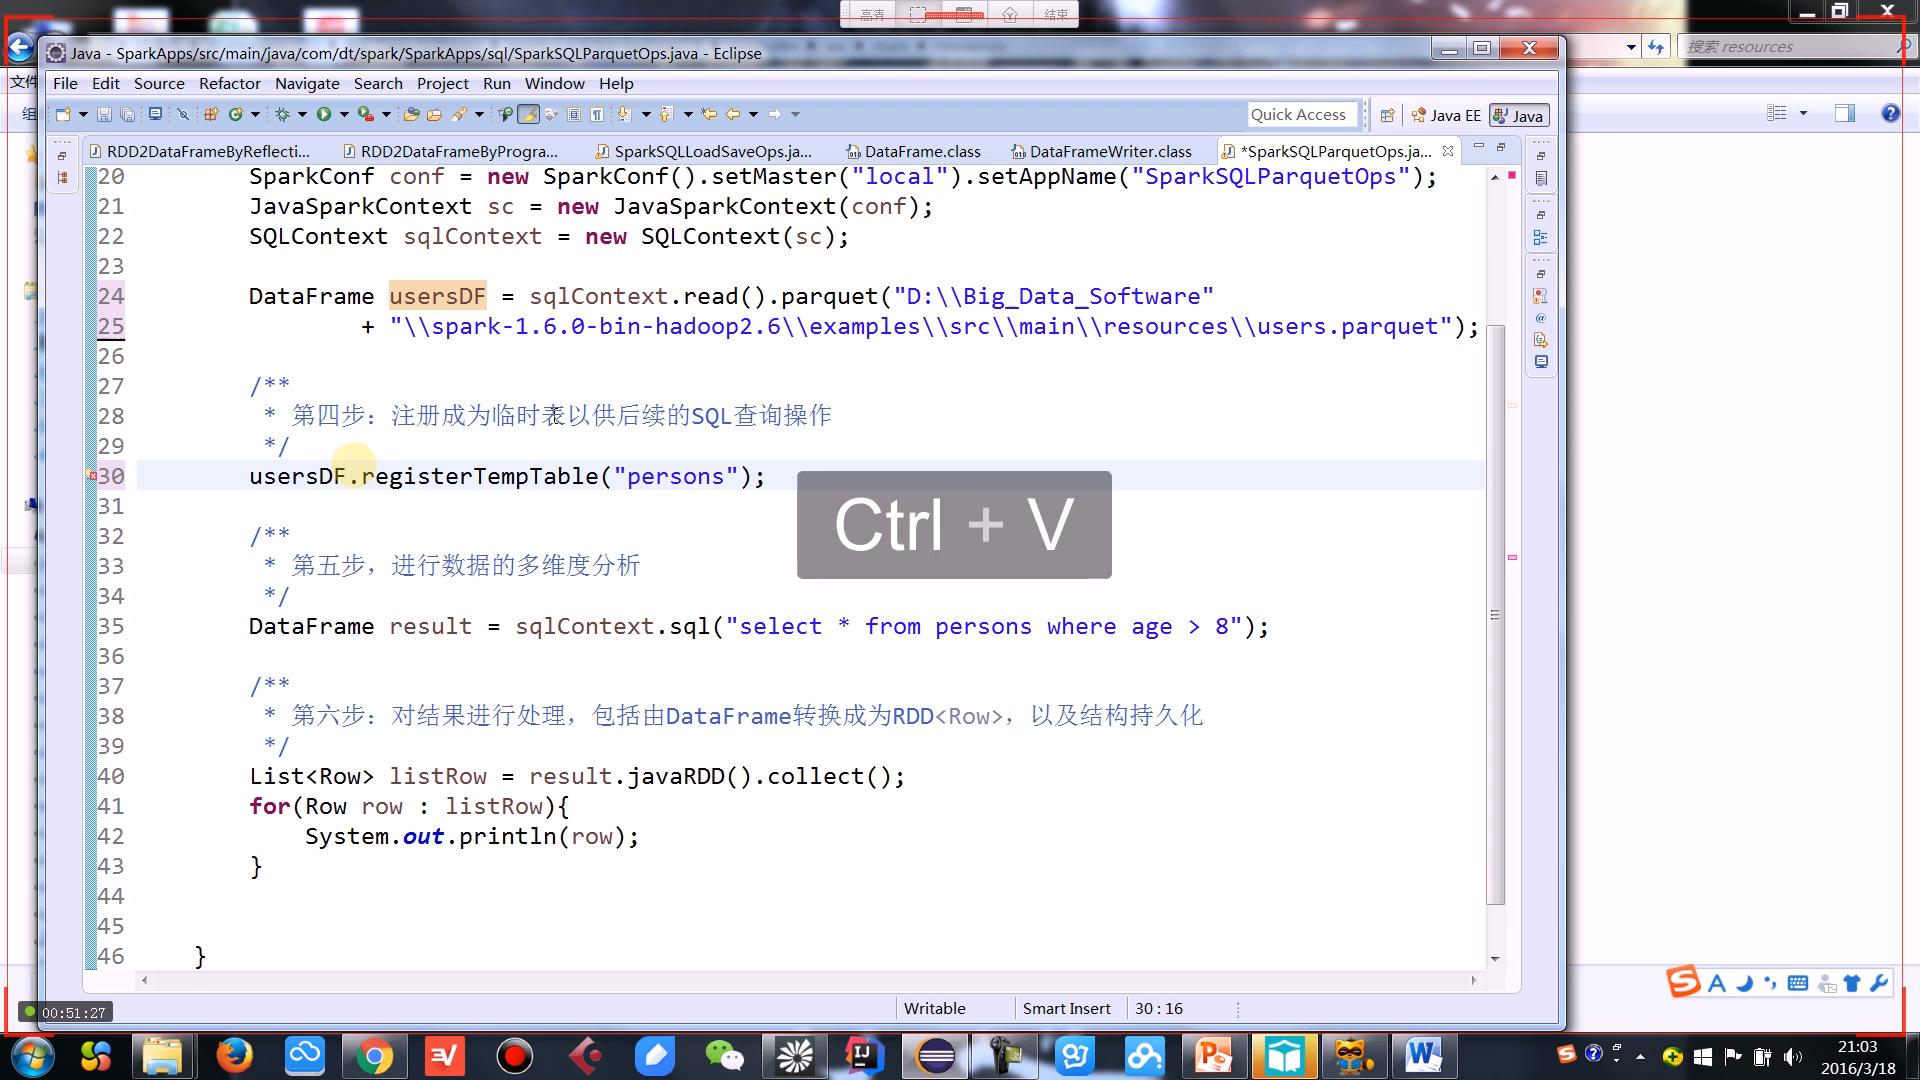 高清
结束
Java - SparkApps/src/main/java/com/dt/spark/SparkApps/sql/SparkSQLParquetOps.java - Eclipse
搜索 resources
文件
File Edit Source Refactor Navigate Search Project Run Window Help
组
Quick Access
Java EE
Java
RDD2DataFrameByReflecti...
RDD2DataFrameByProgra...
SparkSQLLoadSaveOps.ja...
DataFrame.class
DataFrameWriter.class
*SparkSQLParquetOps.ja...
20 SparkConf conf = new SparkConf().setMaster("local").setAppName("SparkSQLParquetOps");
21 JavaSparkContext sc = new JavaSparkContext(conf);
22 SQLContext sqlContext = new SQLContext(sc);
23
24 DataFrame usersDF = sqlContext.read().parquet("D:\\Big_Data_Software"
25 + "\\spark-1.6.0-bin-hadoop2.6\\examples\\src\\main\\resources\\users.parquet");
26
27 /**
28 * 第四步：注册成为临时表以供后续的SQL查询操作
29 */
30 usersDF.registerTempTable("persons");
31
32 /**
33 * 第五步，进行数据的多维度分析
34 */
35 DataFrame result = sqlContext.sql("select * from persons where age > 8");
36
37 /**
38 * 第六步：对结果进行处理，包括由DataFrame转换成为RDD<Row>，以及结构持久化
39 */
40 List<Row> listRow = result.javaRDD().collect();
41 for(Row row : listRow){
42 System.out.println(row);
43 }
44
45
46 }
Ctrl + V
00:51:27
Writable
Smart Insert
30 : 16
21:03
2016/3/18